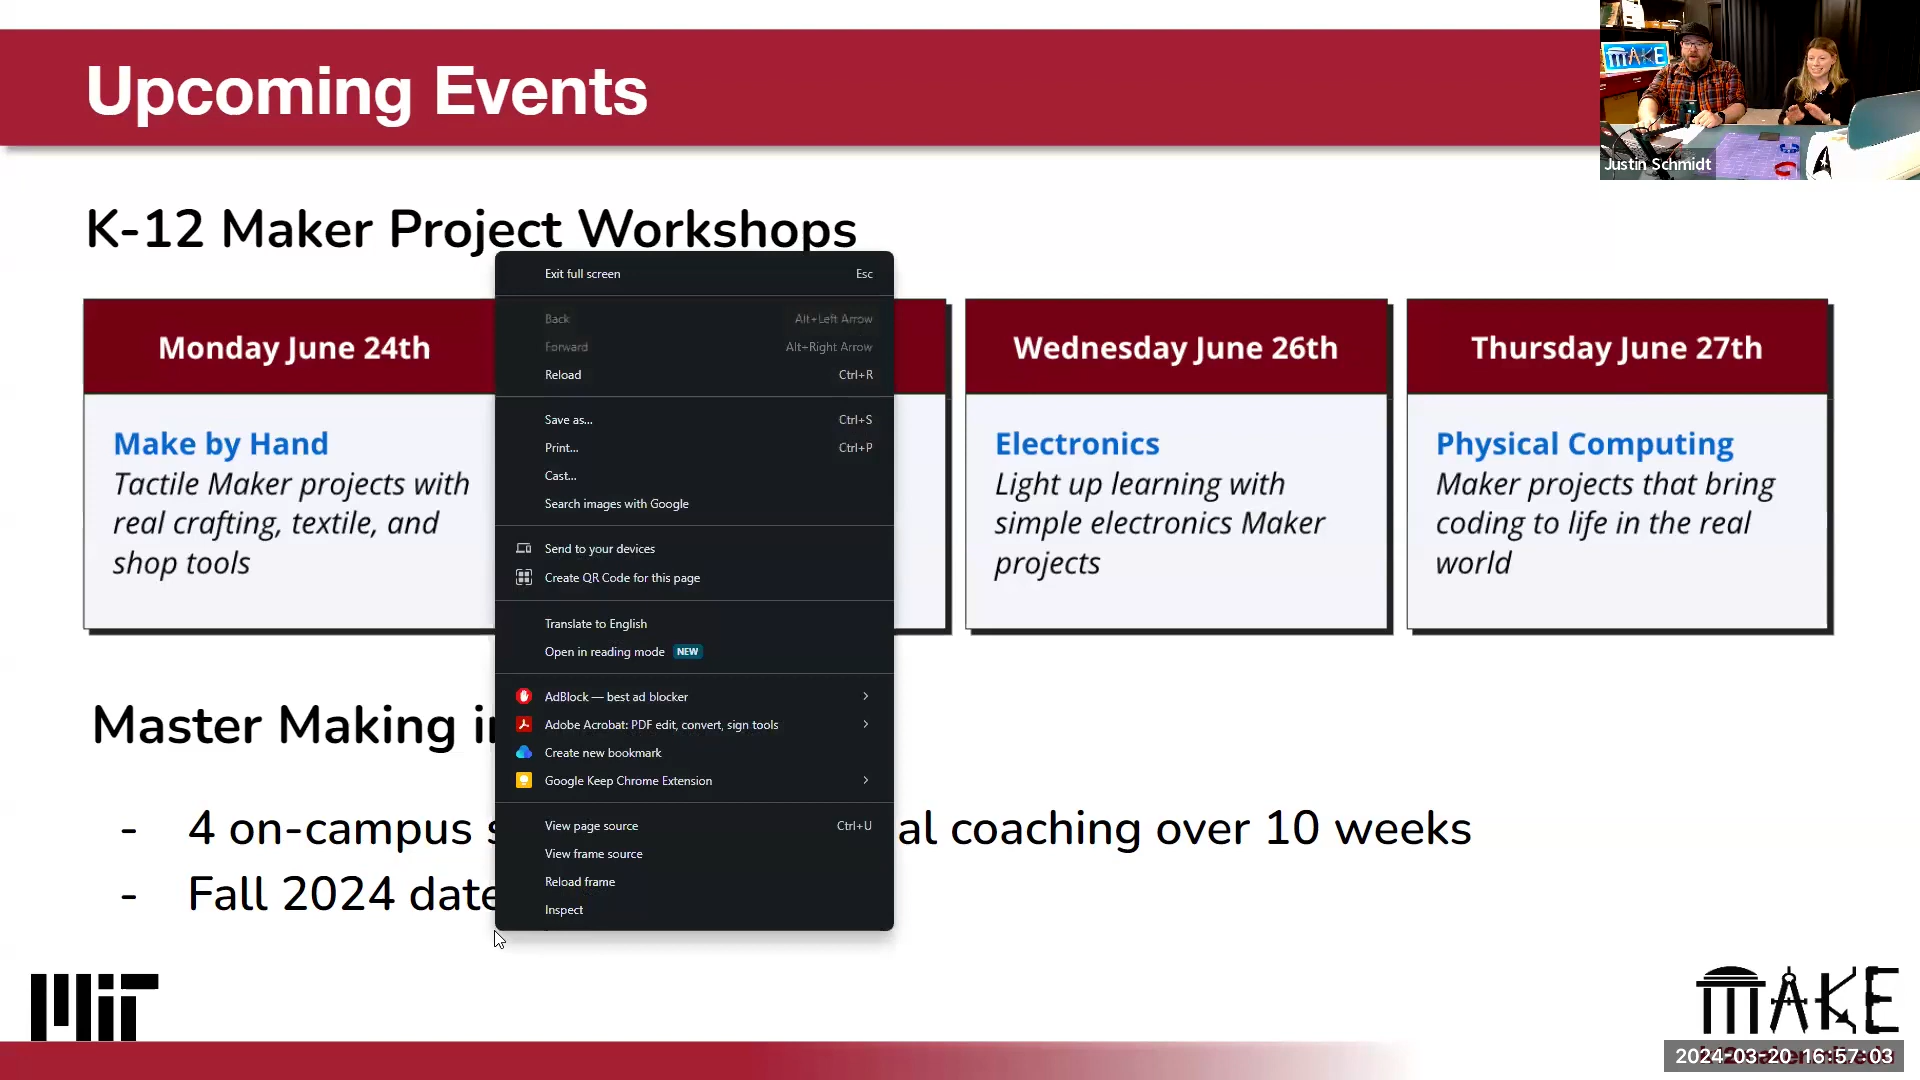 Upcoming Events
MAKE
Justin Schmidt
K-12 Maker Project Workshops
Monday June 24th
Wednesday June 26th
Thursday June 27th
Make by Hand
Tactile Maker projects with
real crafting, textile, and
shop tools
Electronics
Light up learning with
simple electronics Maker
projects
Physical Computing
Maker projects that bring
coding to life in the real
world
Exit full screen Esc
Back Alt+Left Arrow
Forward Alt+Right Arrow
Reload Ctrl+R
Save as... Ctrl+S
Print... Ctrl+P
Cast...
Search images with Google
Send to your devices
Create QR Code for this page
Translate to English
Open in reading mode NEW
AdBlock — best ad blocker
Adobe Acrobat: PDF edit, convert, sign tools
Create new bookmark
Google Keep Chrome Extension
View page source Ctrl+U
View frame source
Reload frame
Inspect
Master Making
- 4 on-campus al coaching over 10 weeks
- Fall 2024 date
MIT
MAKE
2024-03-20 16:57:03